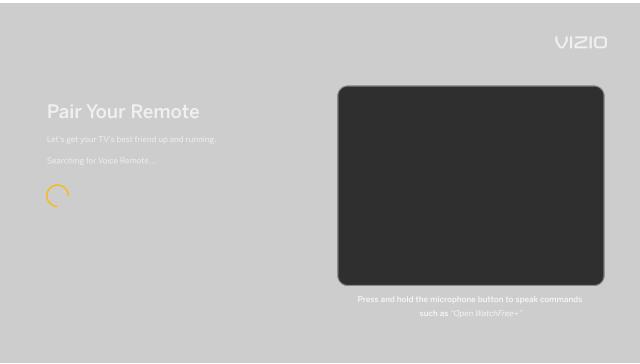 VIZIO
Pair Your Remote
Let's get your TV's best friend up and running.
Searching for Voice Remote...
Press and hold the microphone button to speak commands
such as "Open WatchFree+"